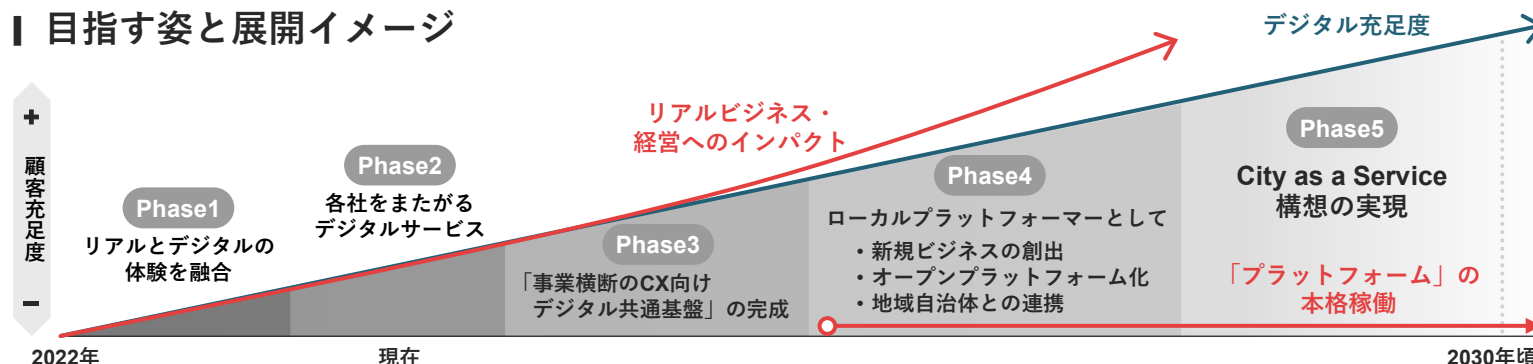 目指す姿と展開イメージ
デジタル充足度
リアルビジネス・
経営へのインパクト
+
顧客充足度
−
Phase1
リアルとデジタルの
体験を融合
Phase2
各社をまたがる
デジタルサービス
Phase3
「事業横断のCX向け
デジタル共通基盤」の完成
Phase4
ローカルプラットフォーマーとして
・新規ビジネスの創出
・オープンプラットフォーム化
・地域自治体との連携
Phase5
City as a Service
構想の実現
「プラットフォーム」の
本格稼働
2022年
現在
2030年頃